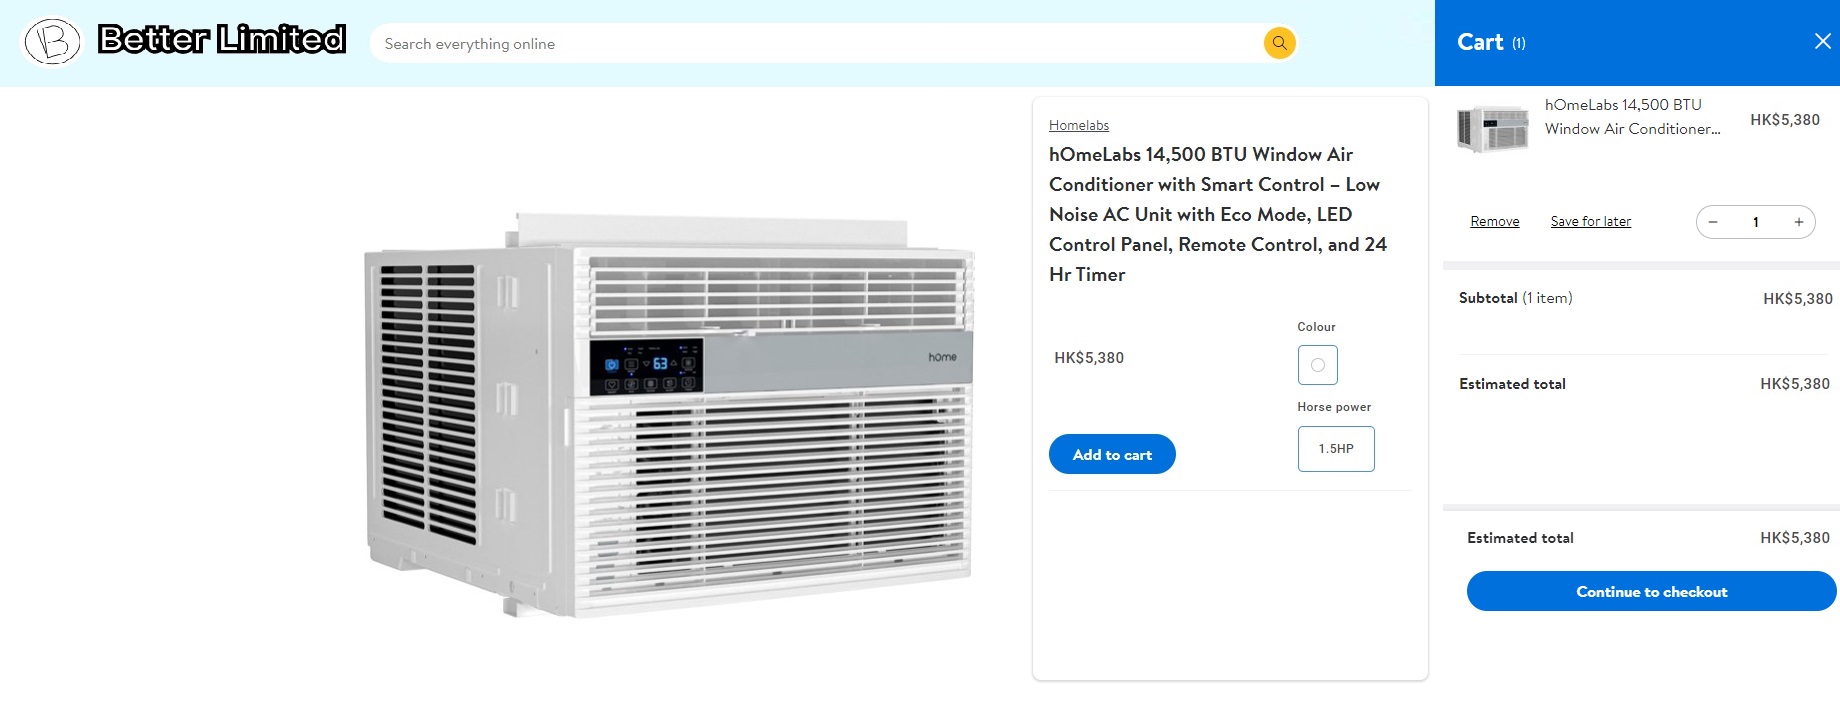 Better Limited
Search everything online
Cart (1)
Homelabs
hOmeLabs 14,500 BTU Window Air
Conditioner with Smart Control – Low
Noise AC Unit with Eco Mode, LED
Control Panel, Remote Control, and 24
Hr Timer
HK$5,380
Colour
Horse power
1.5HP
Add to cart
hOme
63
hOmeLabs 14,500 BTU
Window Air Conditioner...
HK$5,380
Remove
Save for later
− 1 +
Subtotal (1 item)
HK$5,380
Estimated total
HK$5,380
Estimated total
HK$5,380
Continue to checkout